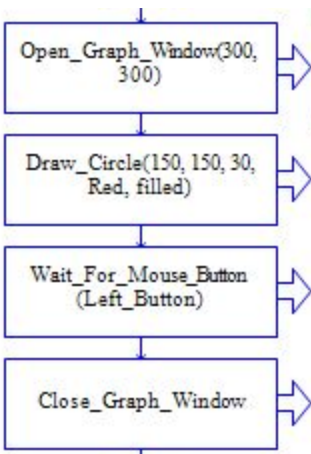 Open_Graph_Window(300,
300)
Draw_Circle(150, 150, 30,
Red, filled)
Wait_For_Mouse_Button
(Left_Button)
Close_Graph_Window